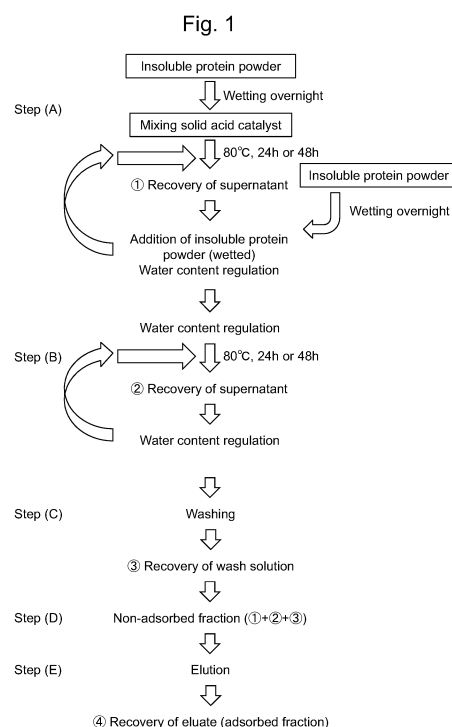 Fig. 1
Insoluble protein powder
Wetting overnight
Step (A)
Mixing solid acid catalyst
80℃, 24h or 48h
① Recovery of supernatant
Insoluble protein powder
Wetting overnight
Addition of insoluble protein
powder (wetted)
Water content regulation
Water content regulation
Step (B)
80℃, 24h or 48h
② Recovery of supernatant
Water content regulation
Step (C)
Washing
③ Recovery of wash solution
Step (D)
Non-adsorbed fraction (①+②+③)
Step (E)
Elution
④ Recovery of eluate (adsorbed fraction)